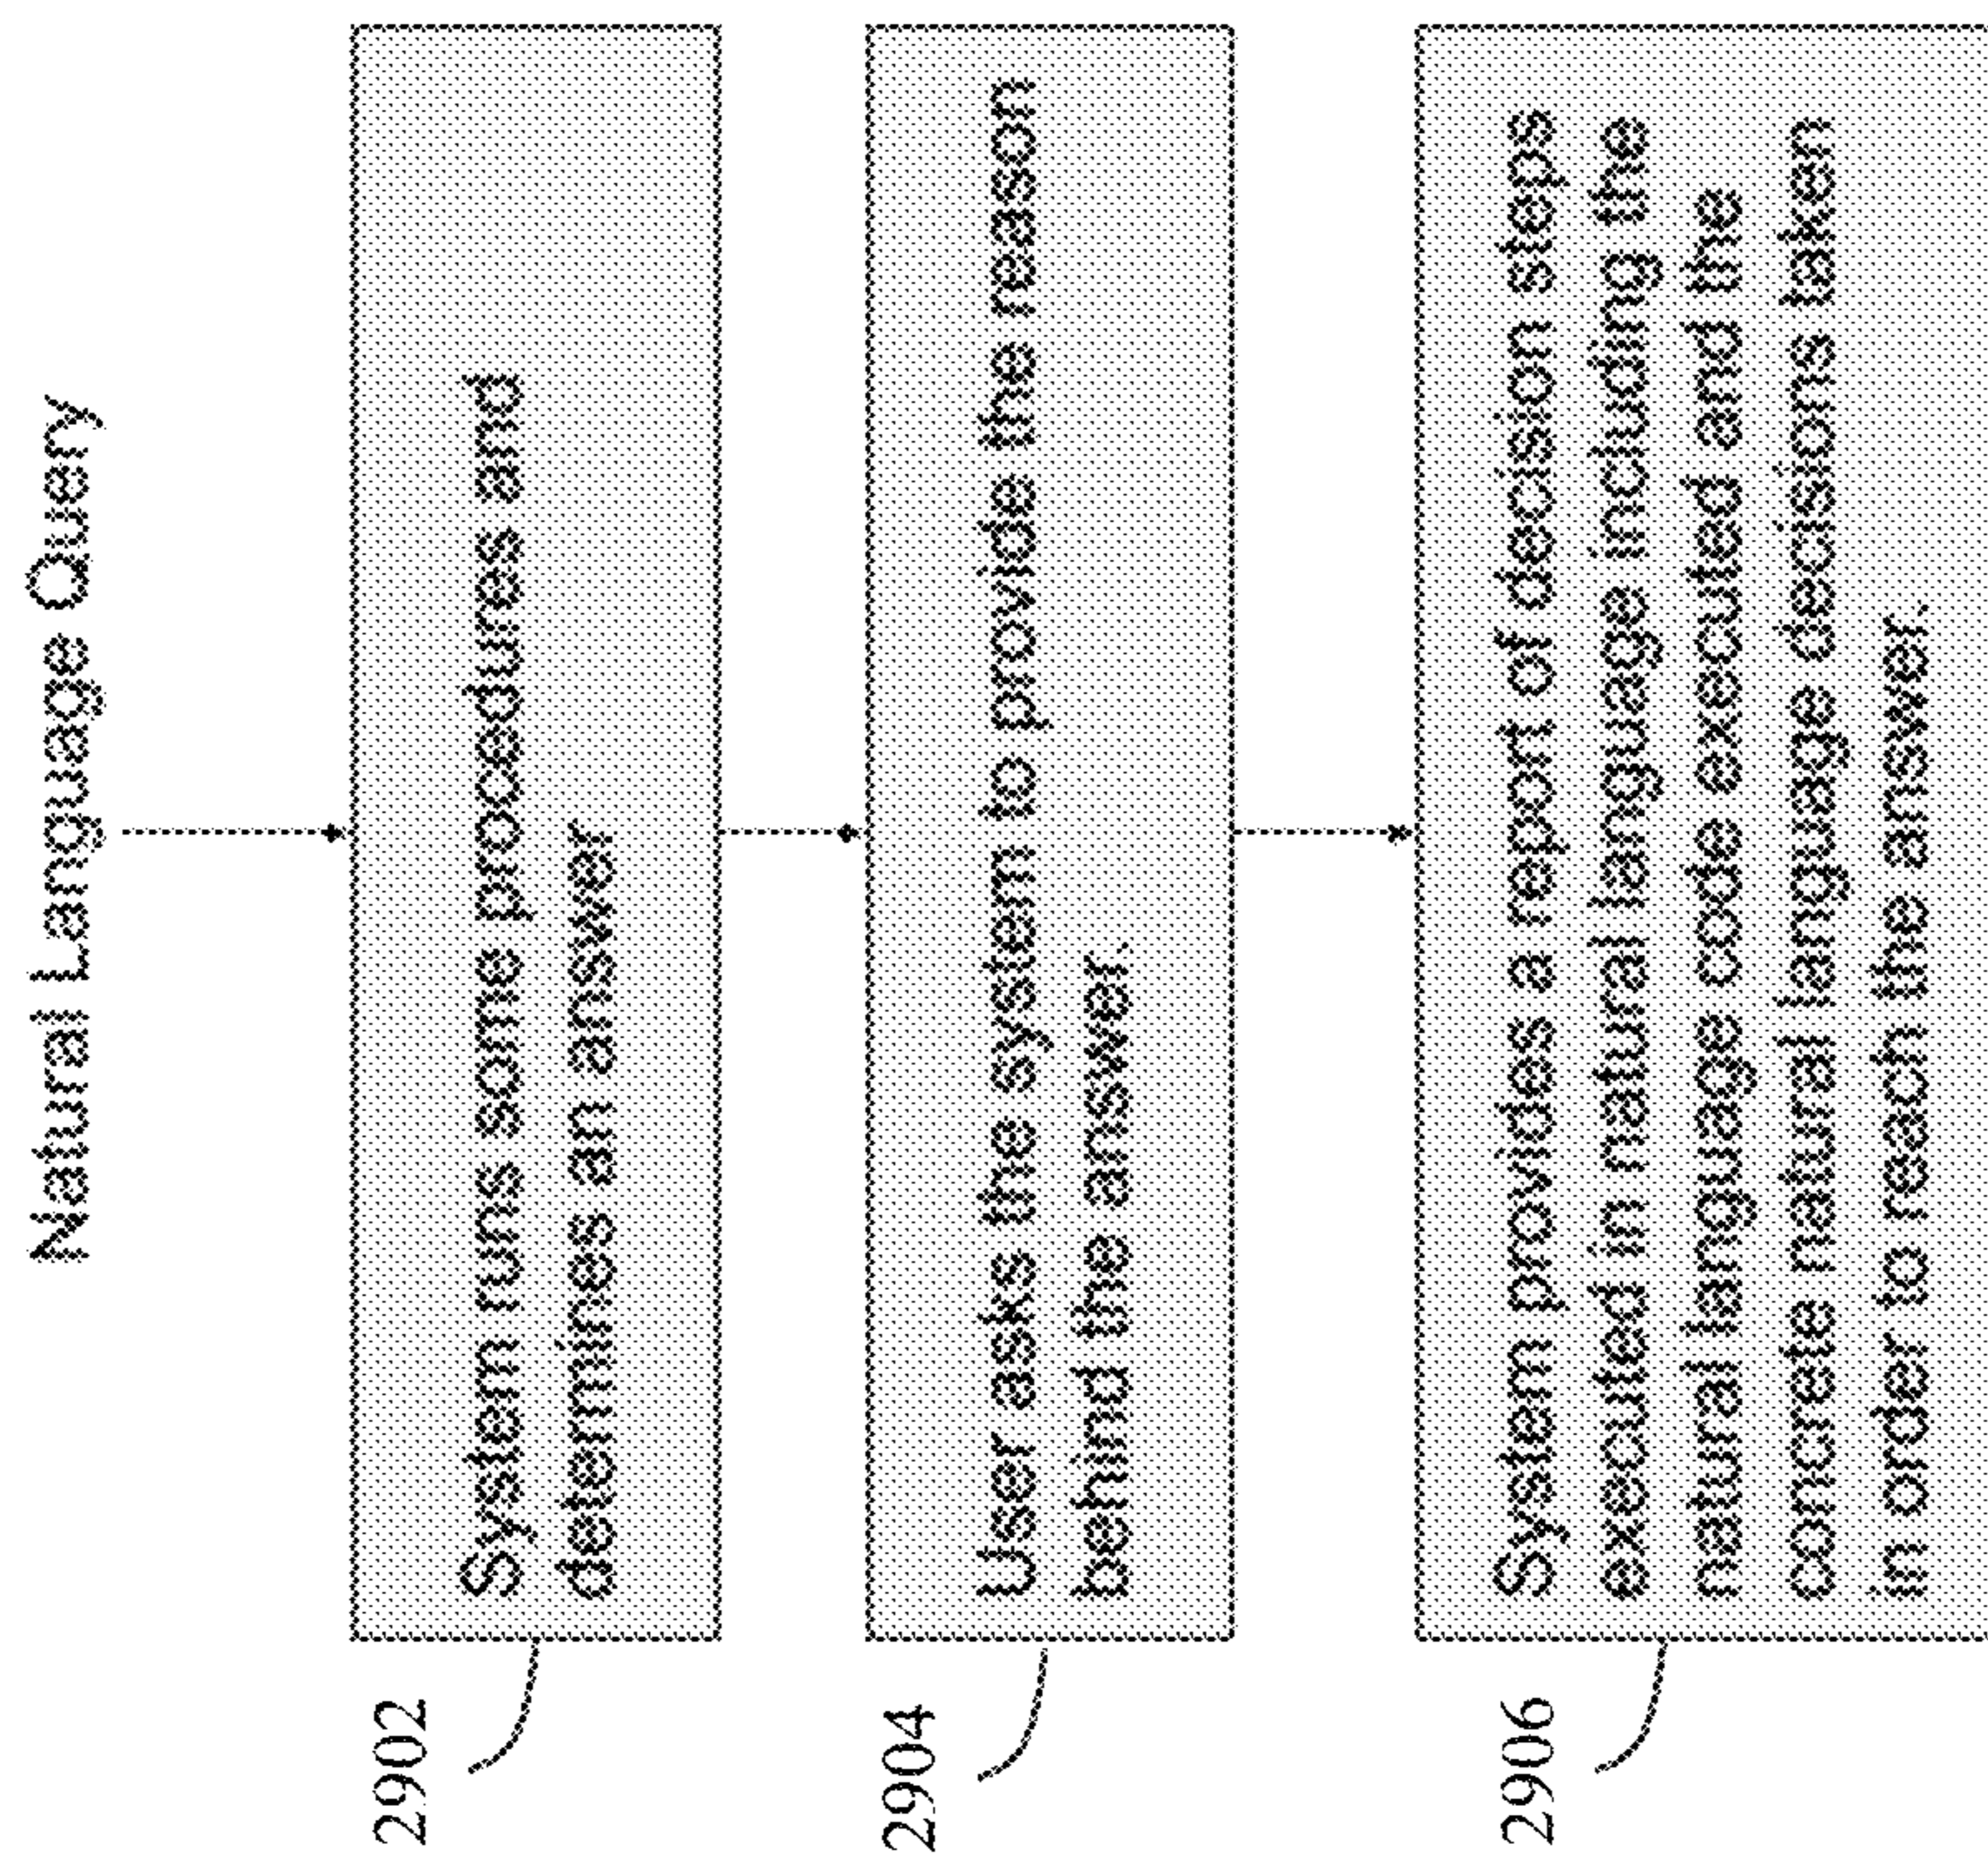 Natural Language Query
2902
System runs some procedures and
determines an answer
2904
User asks the system to provide the reason
behind the answer.
2906
System provides a report of decision steps
executed in natural language including the
natural language code executed and the
concrete natural language decisions taken
in order to reach the answer.